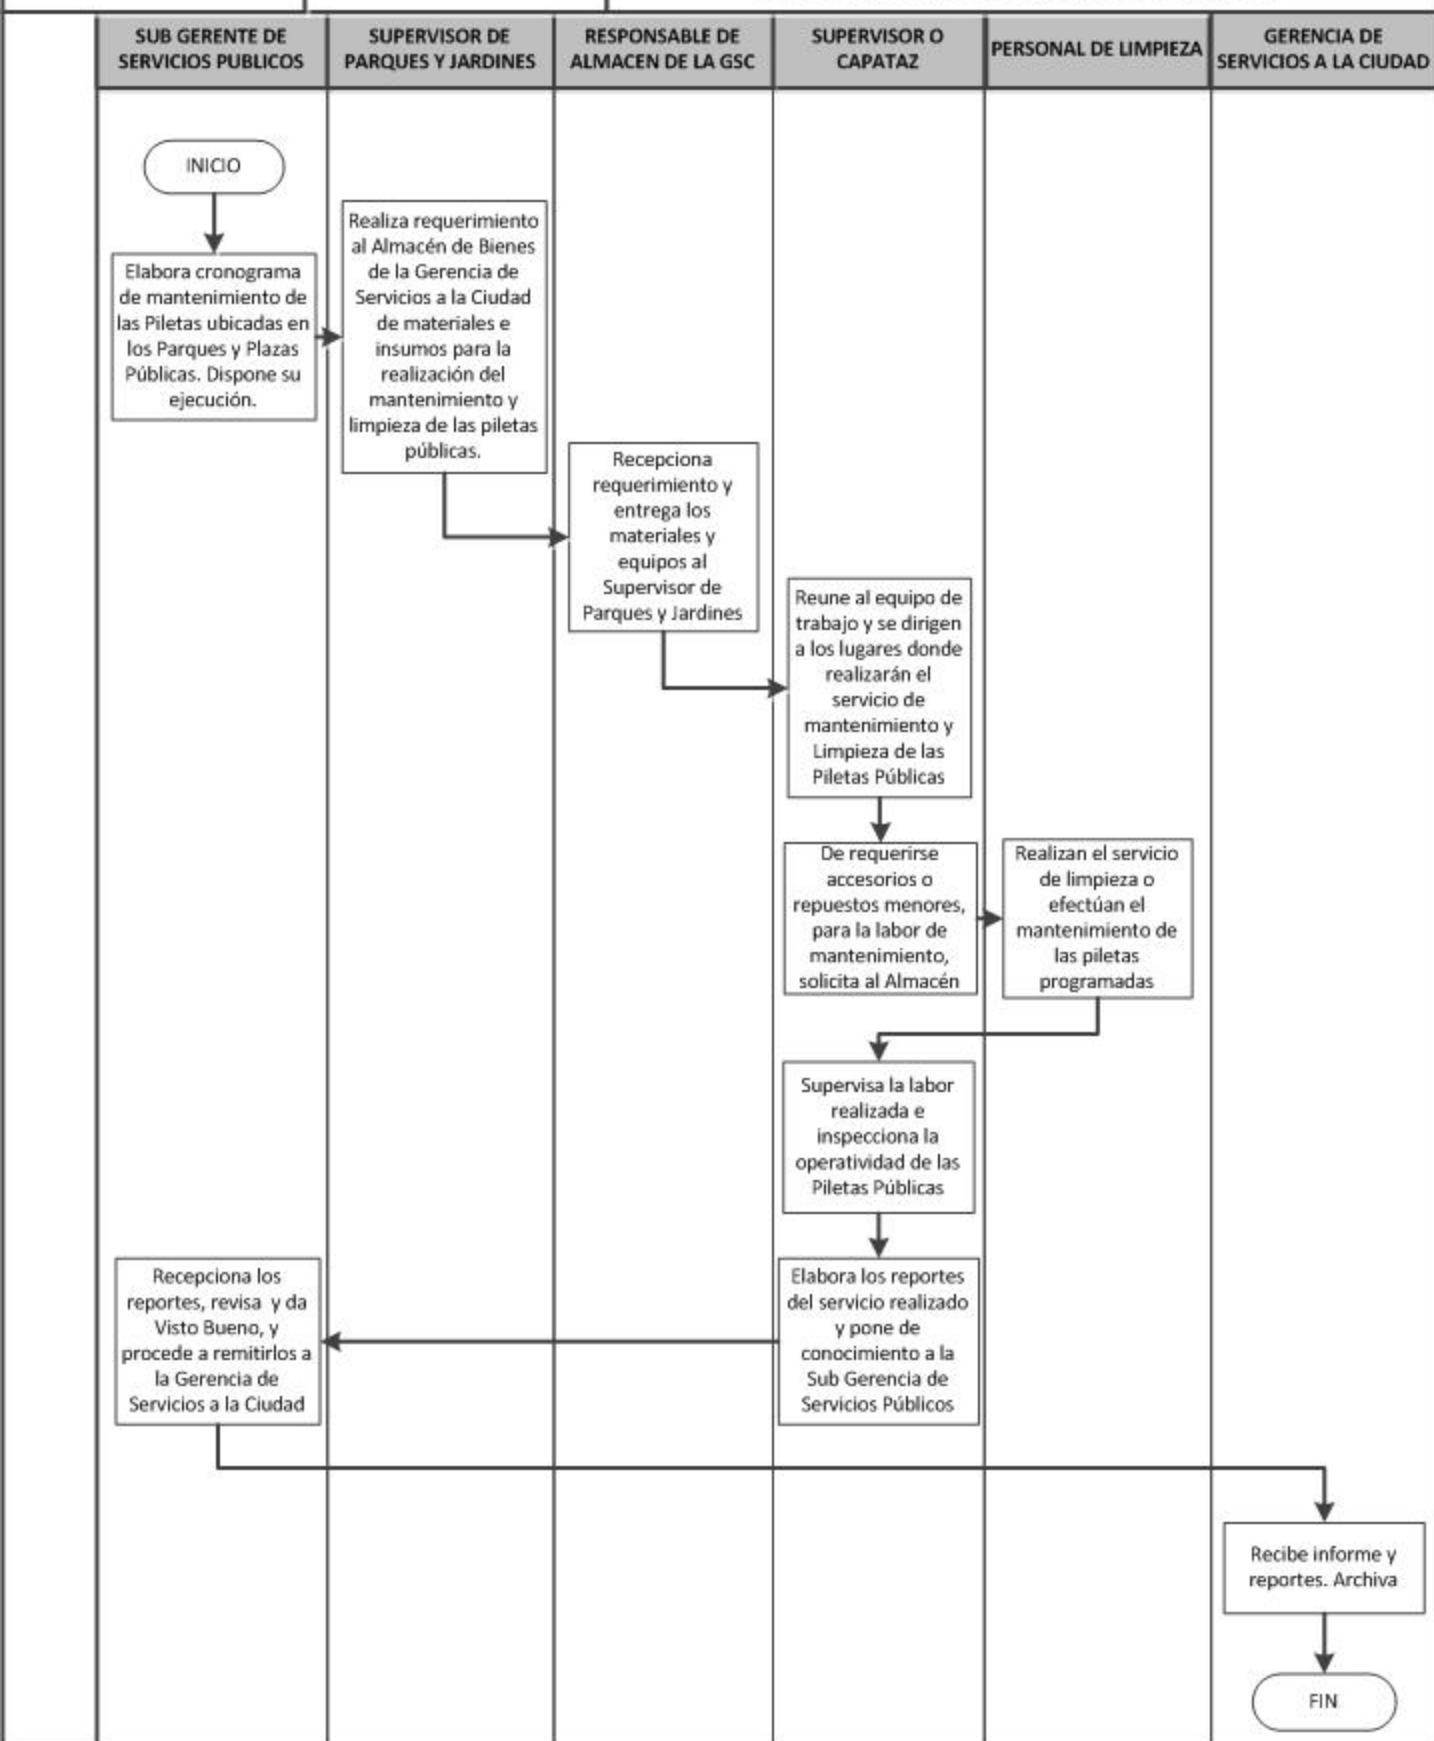 SUB GERENTE DE
SERVICIOS PUBLICOS
SUPERVISOR DE
PARQUES Y JARDINES
RESPONSABLE DE
ALMACEN DE LA GSC
SUPERVISOR O
CAPATAZ
PERSONAL DE LIMPIEZA
GERENCIA DE
SERVICIOS A LA CIUDAD
INICIO
Elabora cronograma
de mantenimiento de
las Piletas ubicadas en
los Parques y Plazas
Públicas. Dispone su
ejecución.
Realiza requerimiento
al Almacén de Bienes
de la Gerencia de
Servicios a la Ciudad
de materiales e
insumos para la
realización del
mantenimiento y
limpieza de las piletas
públicas.
Recepciona
requerimiento y
entrega los
materiales y
equipos al
Supervisor de
Parques y Jardines
Reune al equipo de
trabajo y se dirigen
a los lugares donde
realizarán el
servicio de
mantenimiento y
Limpieza de las
Piletas Públicas
De requerirse
accesorios o
repuestos menores,
para la labor de
mantenimiento,
solicita al Almacén
Realizan el servicio
de limpieza o
efectúan el
mantenimiento de
las piletas
programadas
Supervisa la labor
realizada e
inspecciona la
operatividad de las
Piletas Públicas
Elabora los reportes
del servicio realizado
y pone de
conocimiento a la
Sub Gerencia de
Servicios Públicos
Recepciona los
reportes, revisa y da
Visto Bueno, y
procede a remitirlos a
la Gerencia de
Servicios a la Ciudad
Recibe informe y
reportes. Archiva
FIN